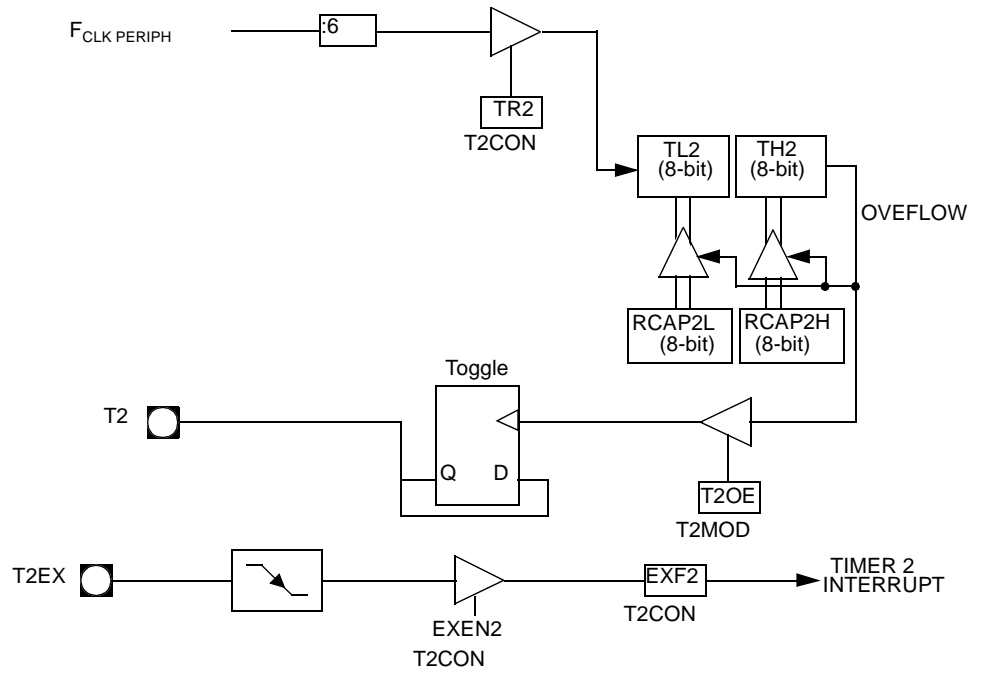 FCLK PERIPH
:6
TR2
T2CON
TL2
(8-bit)
TH2
(8-bit)
OVEFLOW
RCAP2L
(8-bit)
RCAP2H
(8-bit)
Toggle
T2
Q
D
T2OE
T2MOD
T2EX
EXEN2
T2CON
EXF2
T2CON
TIMER 2
INTERRUPT